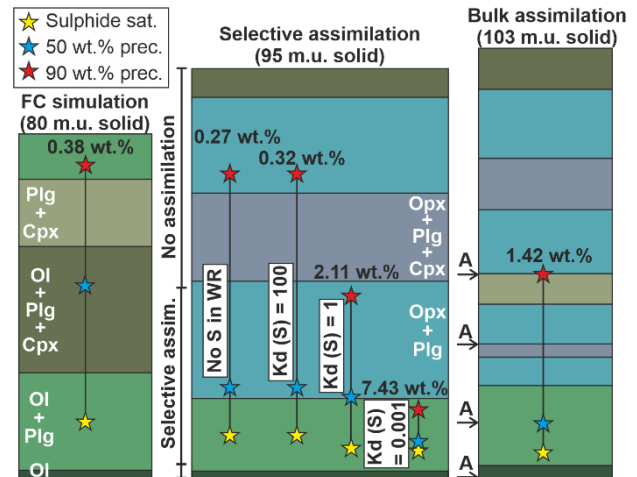 Sulphide sat.
50 wt.% prec.
90 wt.% prec.
FC simulation
(80 m.u. solid)
0.38 wt.%
Plg
+
Cpx
Ol
+
Plg
+
Cpx
Ol
+
Plg
Ol
Selective assimilation
(95 m.u. solid)
No assimilation
Selective assim.
0.27 wt.%
0.32 wt.%
2.11 wt.%
7.43 wt.%
No S in WR
Kd (S) = 100
Kd (S) = 1
Kd (S)
= 0.001
Opx
+
Plg
+
Cpx
Opx
+
Plg
Bulk assimilation
(103 m.u. solid)
1.42 wt.%
A
A
A
A